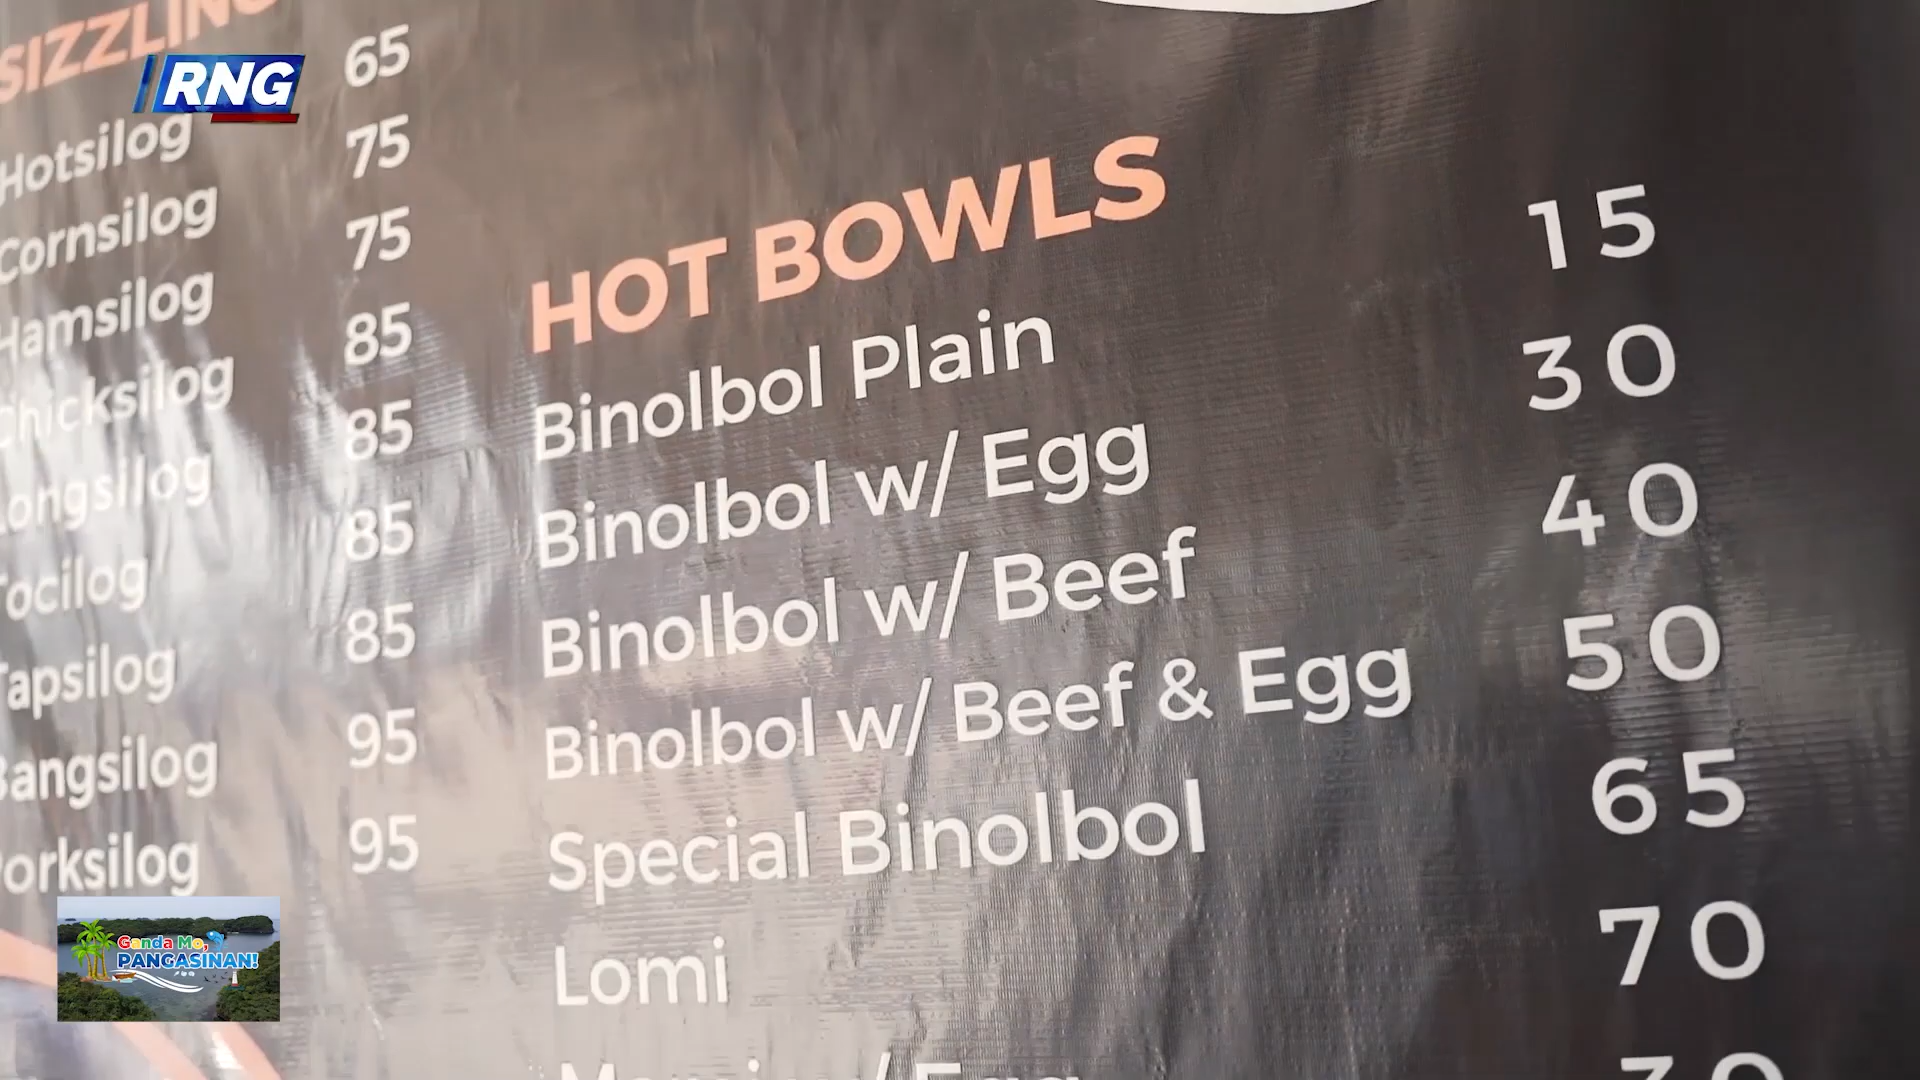 SIZZLING
RNG
65
Hotsilog 75
Cornsilog 75
Hamsilog 85
Chicksilog 85
Longsilog 85
Tocilog 85
Tapsilog 95
Bangsilog 95
Porksilog
HOT BOWLS
Binolbol Plain 15
Binolbol w/ Egg 30
Binolbol w/ Beef 40
Binolbol w/ Beef & Egg 50
Special Binolbol 65
Lomi 70
Ganda Mo,
PANGASINAN!